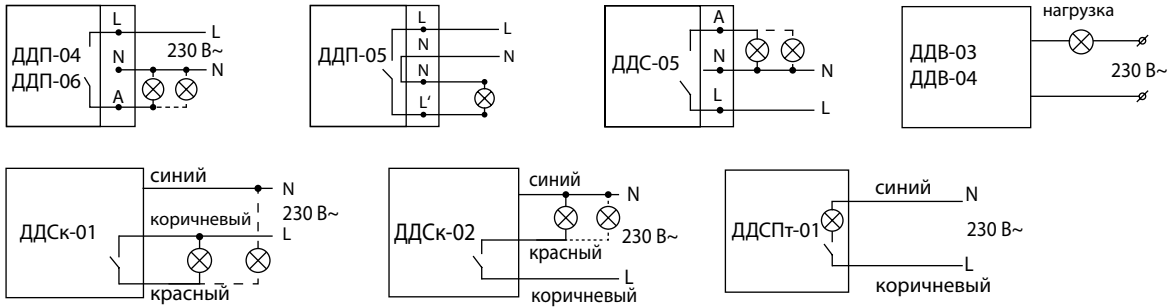 L
L
ДДП-04
ДДП-06
N
230 В~
N
A
L
L
ДДП-05
N
N
N
L‘
A
ДДС-05
N
N
L
L
нагрузка
ДДВ-03
ДДВ-04
230 В~
синий
N
230 В~
коричневый
L
ДДСк-01
красный
синий
N
ДДСк-02
230 В~
красный
L
коричневый
синий
N
ДДСПт-01
230 В~
L
коричневый